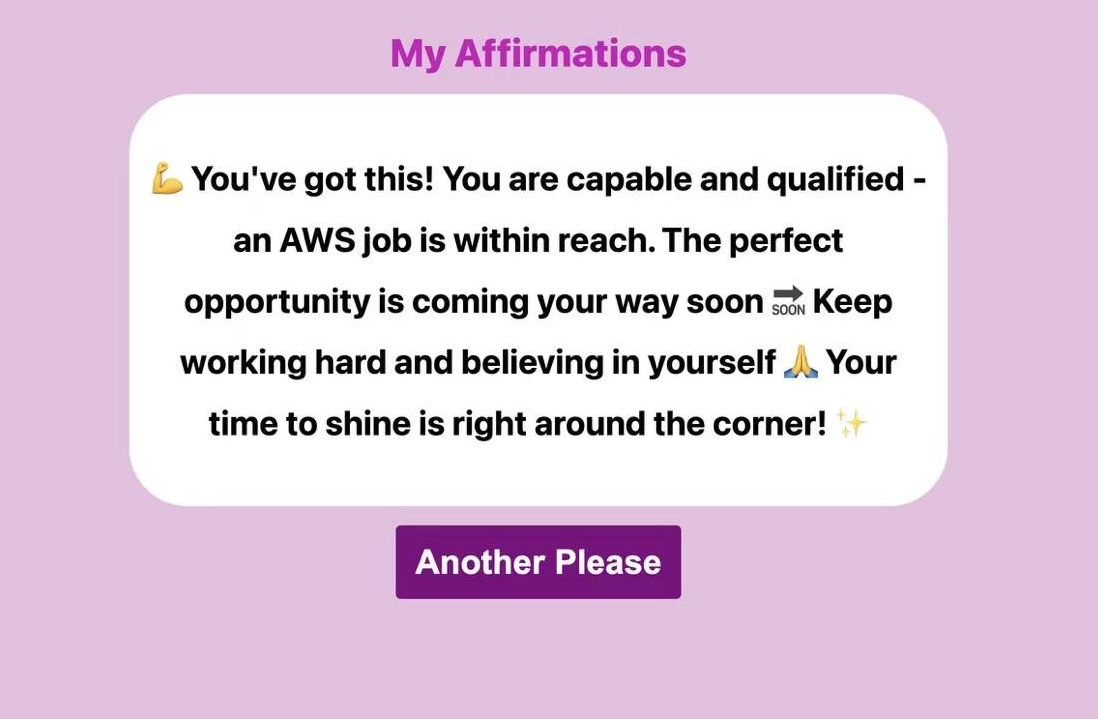 My Affirmations
💪 You've got this! You are capable and qualified -
an AWS job is within reach. The perfect
opportunity is coming your way soon 🔜 Keep
working hard and believing in yourself 🙏 Your
time to shine is right around the corner! ✨
Another Please